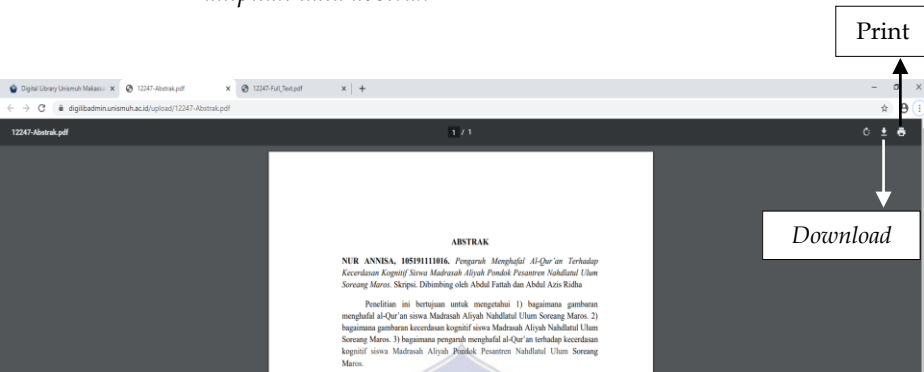 Print
Digital Library Unismuh Makass
12247-Abstrak.pdf
12247-Full_Text.pdf
digilibadmin.unismuh.ac.id/upload/12247-Abstrak.pdf
12247-Abstrak.pdf
1 / 1
Download
ABSTRAK
NUR ANNISA, 105191111016. Pengaruh Menghafal Al-Qur'an Terhadap
Kecerdasan Kognitif Siswa Madrasah Aliyah Pondok Pesantren Nahdlatul Ulum
Soreang Maros. Skripsi. Dibimbing oleh Abdul Fattah dan Abdul Azis Ridha
Penelitian ini bertujuan untuk mengetahui 1) bagaimana gambaran
menghafal al-Qur'an siswa Madrasah Aliyah Nahdlatul Ulum Soreang Maros. 2)
bagaimana gambaran kecerdasan kognitif siswa Madrasah Aliyah Nahdlatul Ulum
Soreang Maros. 3) bagaimana pengaruh menghafal al-Qur'an terhadap kecerdasan
kognitif siswa Madrasah Aliyah Pondok Pesantren Nahdlatul Ulum Soreang
Maros.